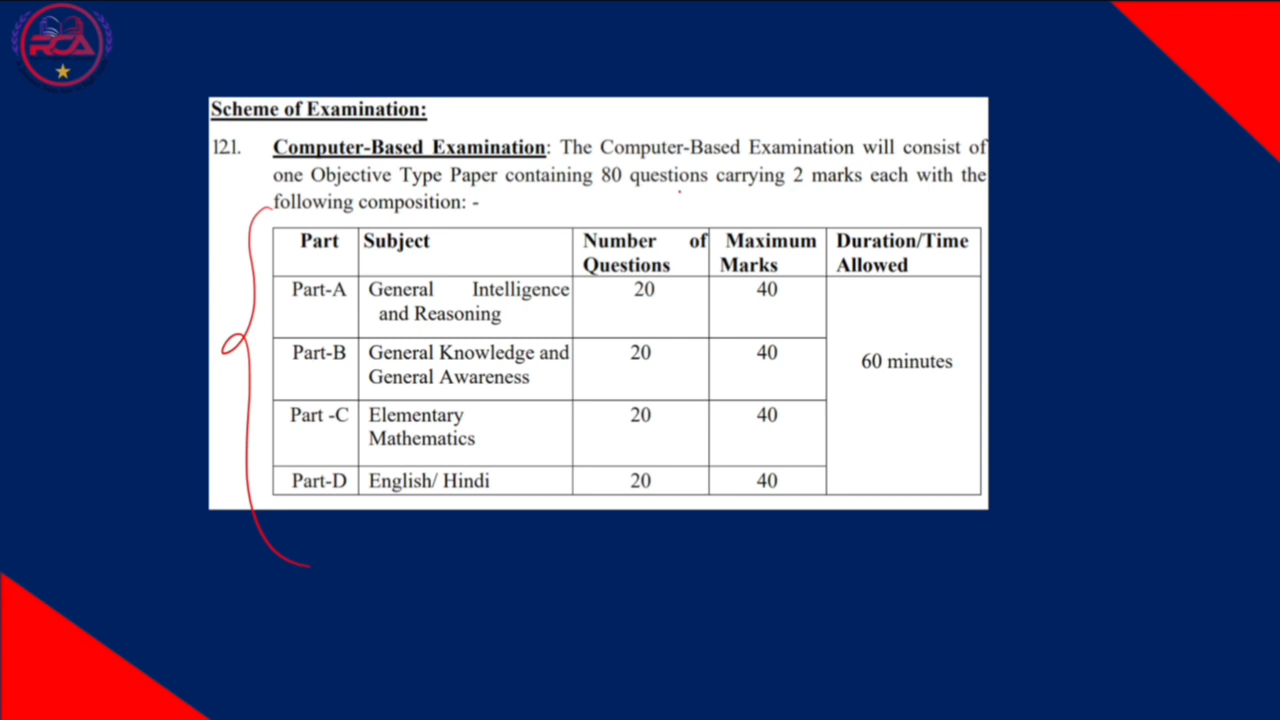 RCA
Scheme of Examination:
12.1. Computer-Based Examination: The Computer-Based Examination will consist of
one Objective Type Paper containing 80 questions carrying 2 marks each with the
following composition: -
Part Subject Number of Questions Maximum Marks Duration/Time Allowed
Part-A General Intelligence and Reasoning 20 40 60 minutes
Part-B General Knowledge and General Awareness 20 40
Part -C Elementary Mathematics 20 40
Part-D English/ Hindi 20 40